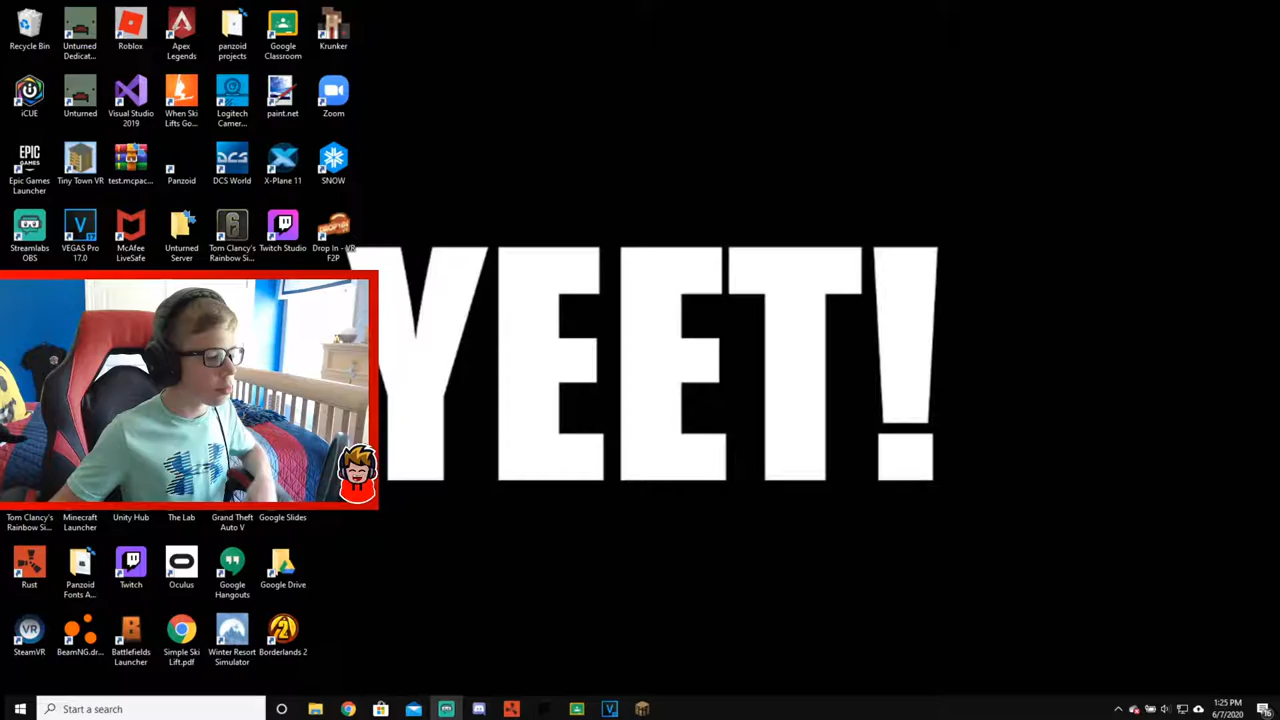 Recycle Bin
Unturned Dedicat...
Roblox
Apex Legends
panzoid projects
Google Classroom
Krunker
iCUE
Unturned
Visual Studio 2019
When Ski Lifts Go...
Logitech Camer...
paint.net
Zoom
EPIC GAMES
Epic Games Launcher
Tiny Town VR
test.mcpac...
Panzoid
DCS
DCS World
X-Plane 11
SNOW
Streamlabs OBS
VEGAS Pro 17.0
McAfee LiveSafe
Unturned Server
Tom Clancy's Rainbow Si...
Twitch Studio
Drop In - VR F2P
YEET!
Tom Clancy's Rainbow Si...
Minecraft Launcher
Unity Hub
The Lab
Grand Theft Auto V
Google Slides
Rust
Panzoid Fonts A...
Twitch
Oculus
Google Hangouts
Google Drive
VR
SteamVR
BeamNG.dr...
Battlefields Launcher
Simple Ski Lift.pdf
Winter Resort Simulator
Borderlands 2
Start a search
1:25 PM
6/7/2020